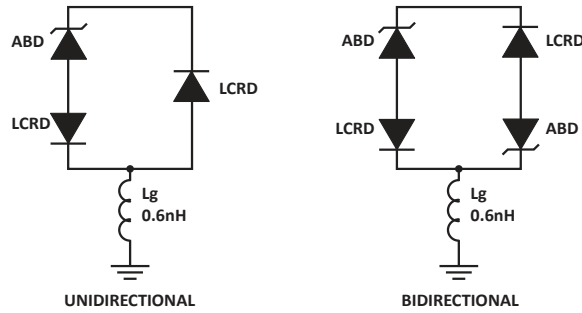 ABD
LCRD
LCRD
Lg
0.6nH
UNIDIRECTIONAL
ABD
LCRD
LCRD
ABD
Lg
0.6nH
BIDIRECTIONAL